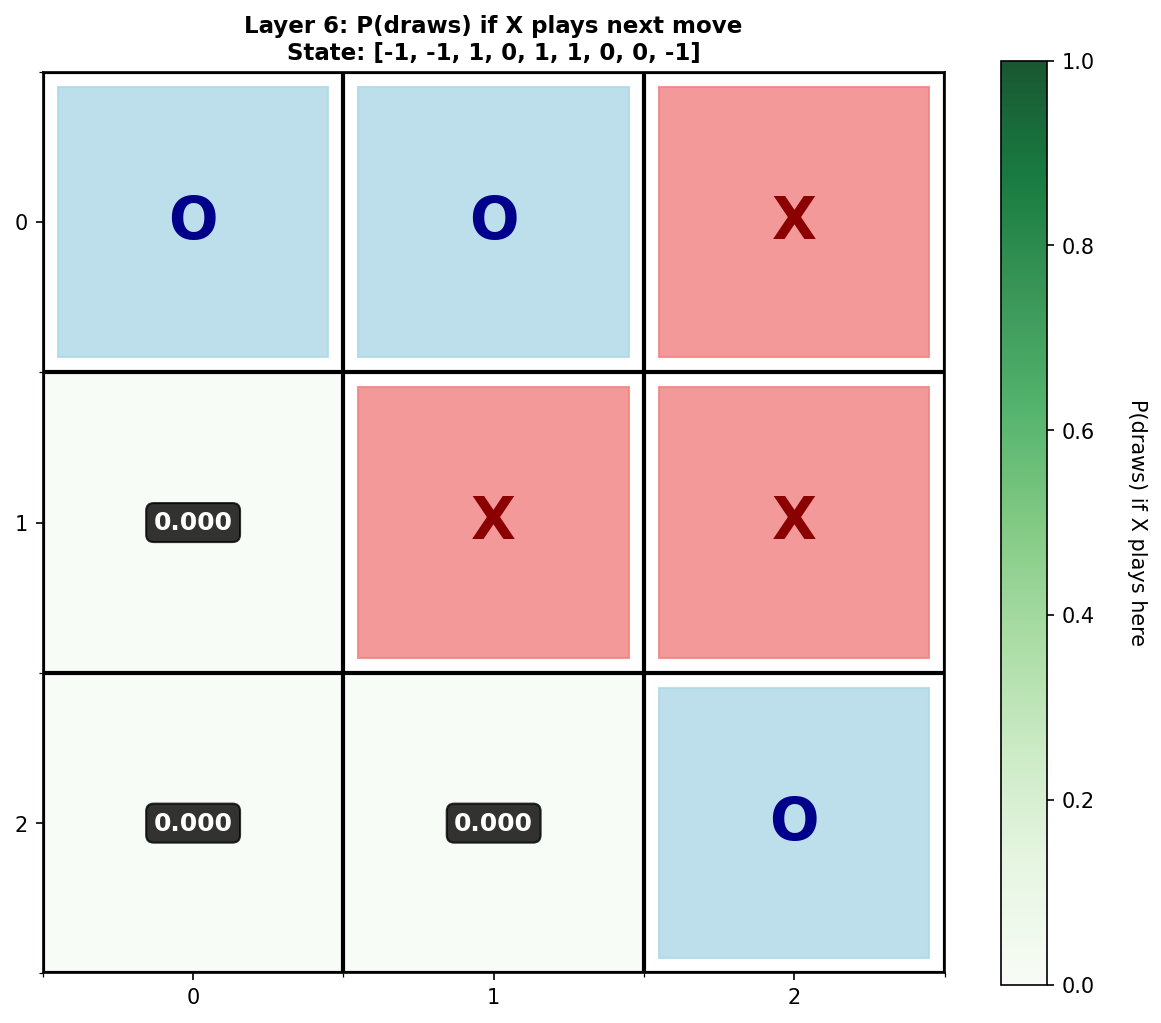 Layer 6: P(draws) if X plays next move
State: [-1, -1, 1, 0, 1, 1, 0, 0, -1]
0
O
O
X
1
0.000
X
X
2
0.000
0.000
O
0
1
2
1.0
0.8
0.6
0.4
0.2
0.0
P(draws) if X plays here